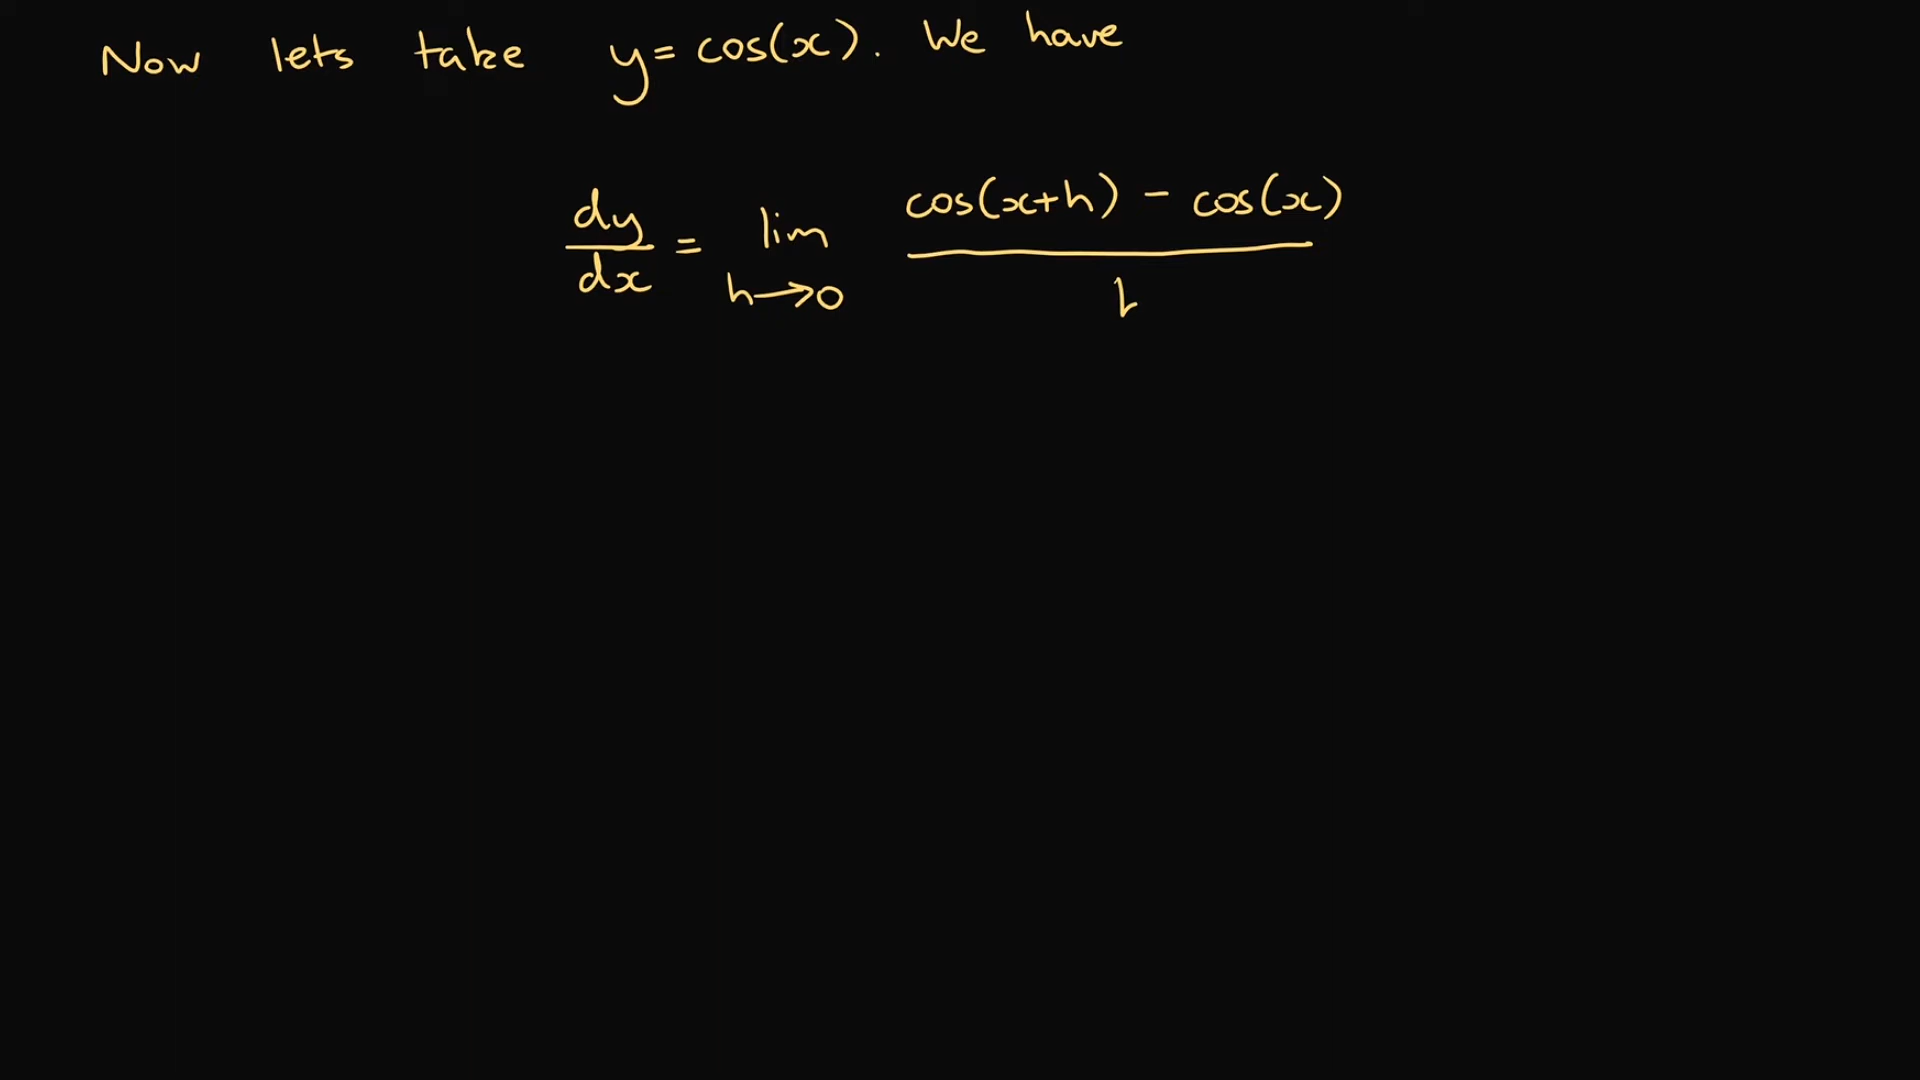 Now lets take y=cos(x). We have
dy/dx = lim h→0 (cos(x+h) - cos(x))/